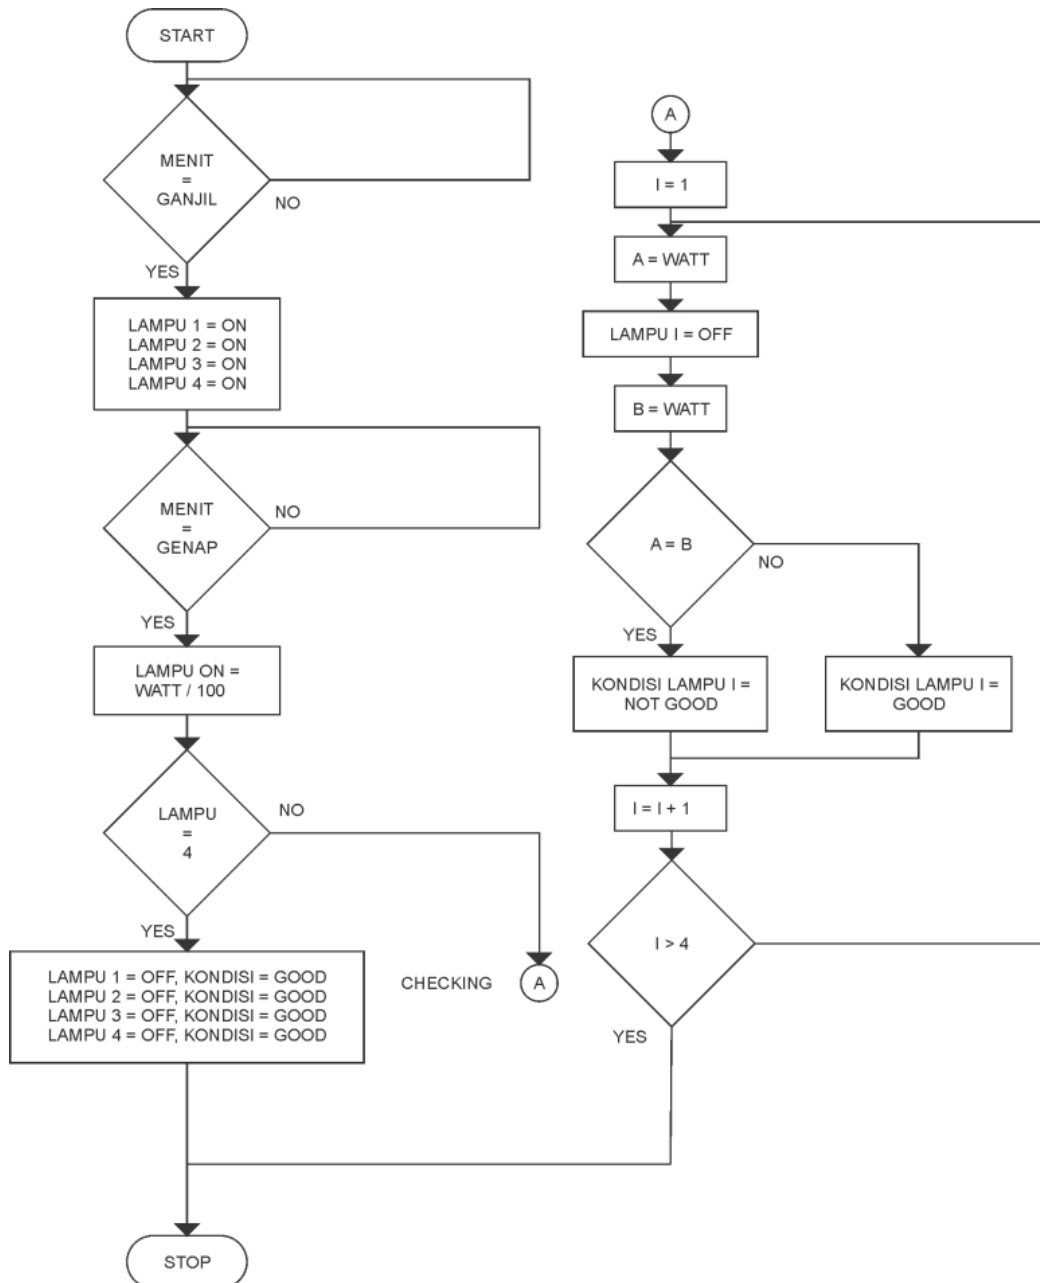 START
MENIT
=
GANJIL
NO
YES
LAMPU 1 = ON
LAMPU 2 = ON
LAMPU 3 = ON
LAMPU 4 = ON
MENIT
=
GENAP
NO
YES
LAMPU ON =
WATT / 100
LAMPU
=
4
NO
YES
LAMPU 1 = OFF, KONDISI = GOOD
LAMPU 2 = OFF, KONDISI = GOOD
LAMPU 3 = OFF, KONDISI = GOOD
LAMPU 4 = OFF, KONDISI = GOOD
CHECKING
A
STOP
A
I = 1
A = WATT
LAMPU I = OFF
B = WATT
A = B
NO
YES
KONDISI LAMPU I =
NOT GOOD
KONDISI LAMPU I =
GOOD
I = I + 1
I > 4
YES